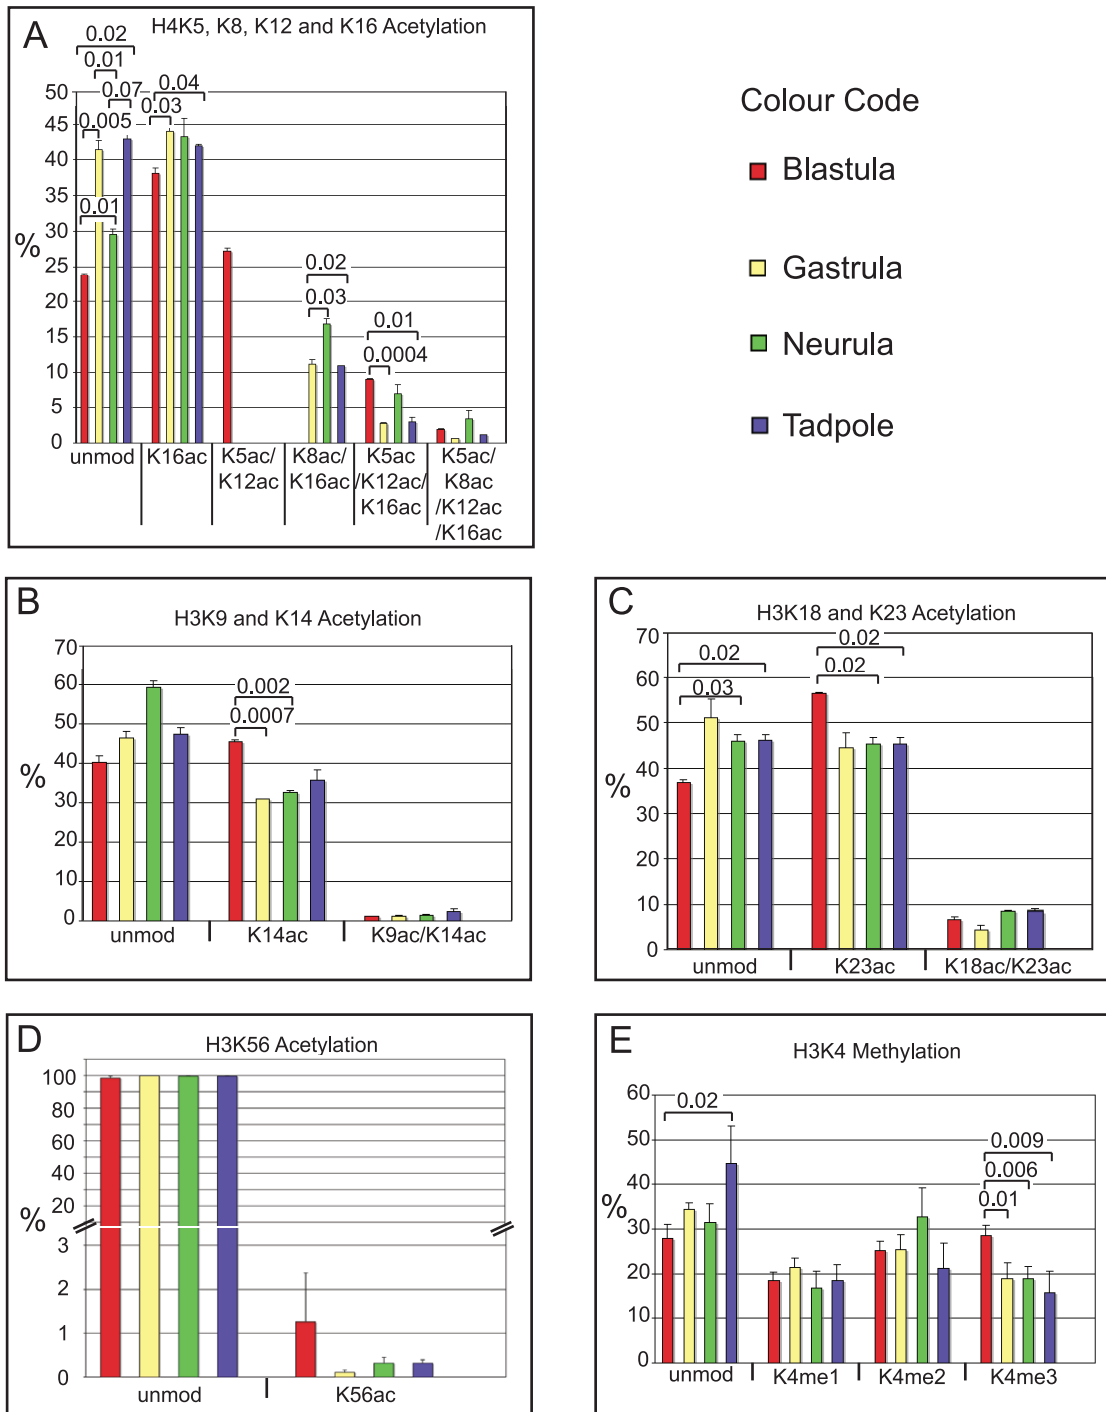 A
H4K5, K8, K12 and K16 Acetylation
0.02
0.01
0.07
0.04
0.005
0.03
0.01
0.02
0.03
0.01
0.0004
%
50
45
40
35
30
25
20
15
10
5
0
unmod
K16ac
K5ac/
K12ac
K8ac/
K16ac
K5ac
/K12ac/
K16ac
K5ac/
K8ac
/K12ac
/K16ac
Colour Code
Blastula
Gastrula
Neurula
Tadpole
B
H3K9 and K14 Acetylation
0.002
0.0007
%
70
60
50
40
30
20
10
0
unmod
K14ac
K9ac/K14ac
C
H3K18 and K23 Acetylation
0.02
0.03
0.02
0.02
%
70
60
50
40
30
20
10
0
unmod
K23ac
K18ac/K23ac
D
H3K56 Acetylation
%
100
80
60
40
20
3
2
1
0
unmod
K56ac
E
H3K4 Methylation
0.02
0.009
0.006
0.01
%
60
50
40
30
20
10
0
unmod
K4me1
K4me2
K4me3